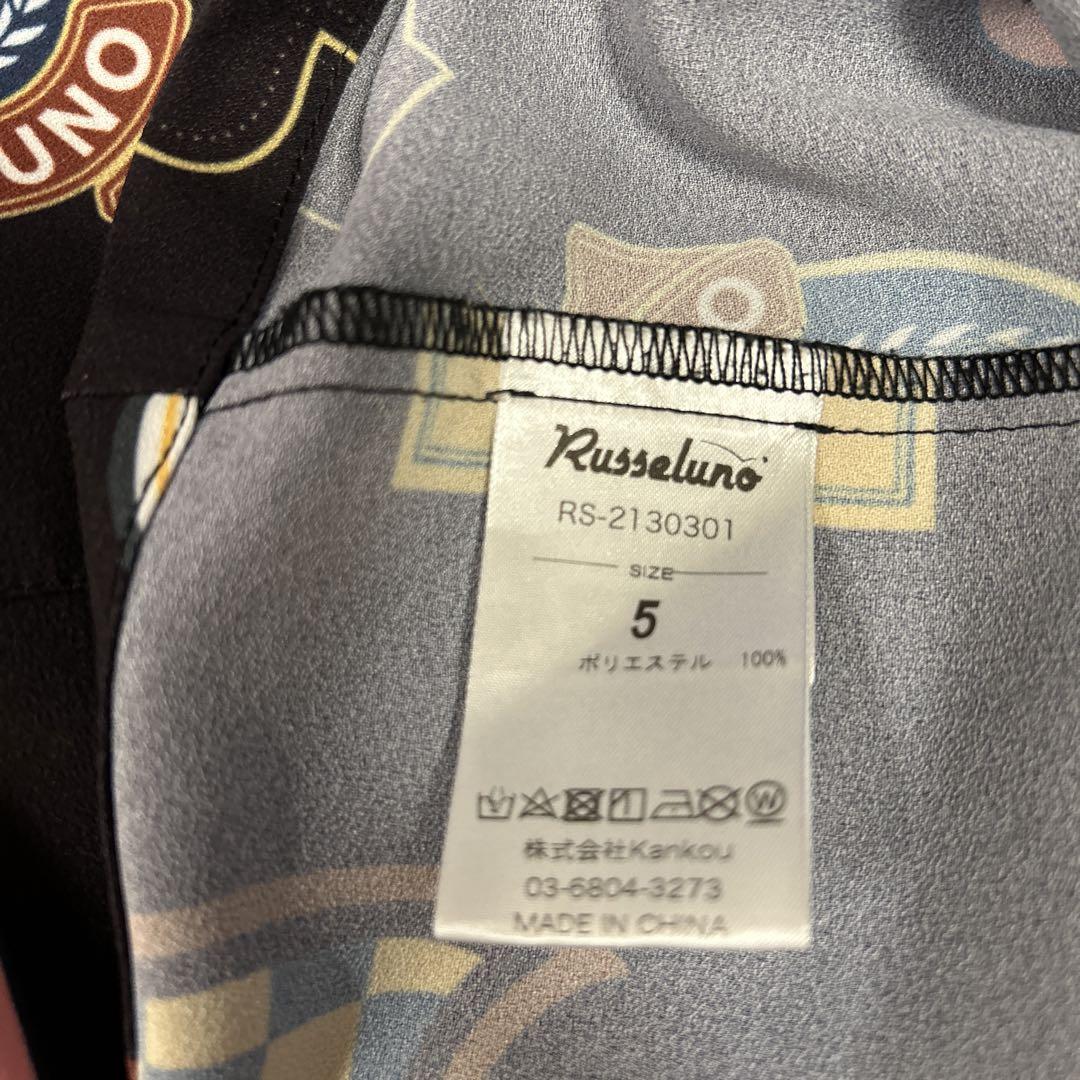 UNO
O
Russeluno
RS-2130301
SIZE
5
ポリエステル 100%
W
株式会社Kankou
03-6804-3273
MADE IN CHINA